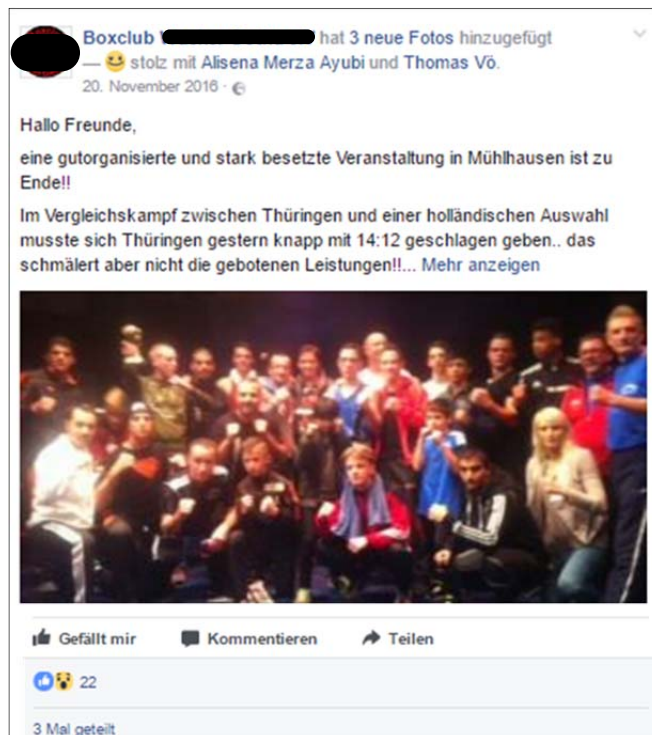 Boxclub hat 3 neue Fotos hinzugefügt
— stolz mit Alisena Merza Ayubi und Thomas Vö.
20. November 2016 ·
Hallo Freunde,
eine gutorganisierte und stark besetzte Veranstaltung in Mühlhausen ist zu
Ende!!
Im Vergleichskampf zwischen Thüringen und einer holländischen Auswahl
musste sich Thüringen gestern knapp mit 14:12 geschlagen geben.. das
schmälert aber nicht die gebotenen Leistungen!!... Mehr anzeigen
Gefällt mir Kommentieren Teilen
22
3 Mal geteilt